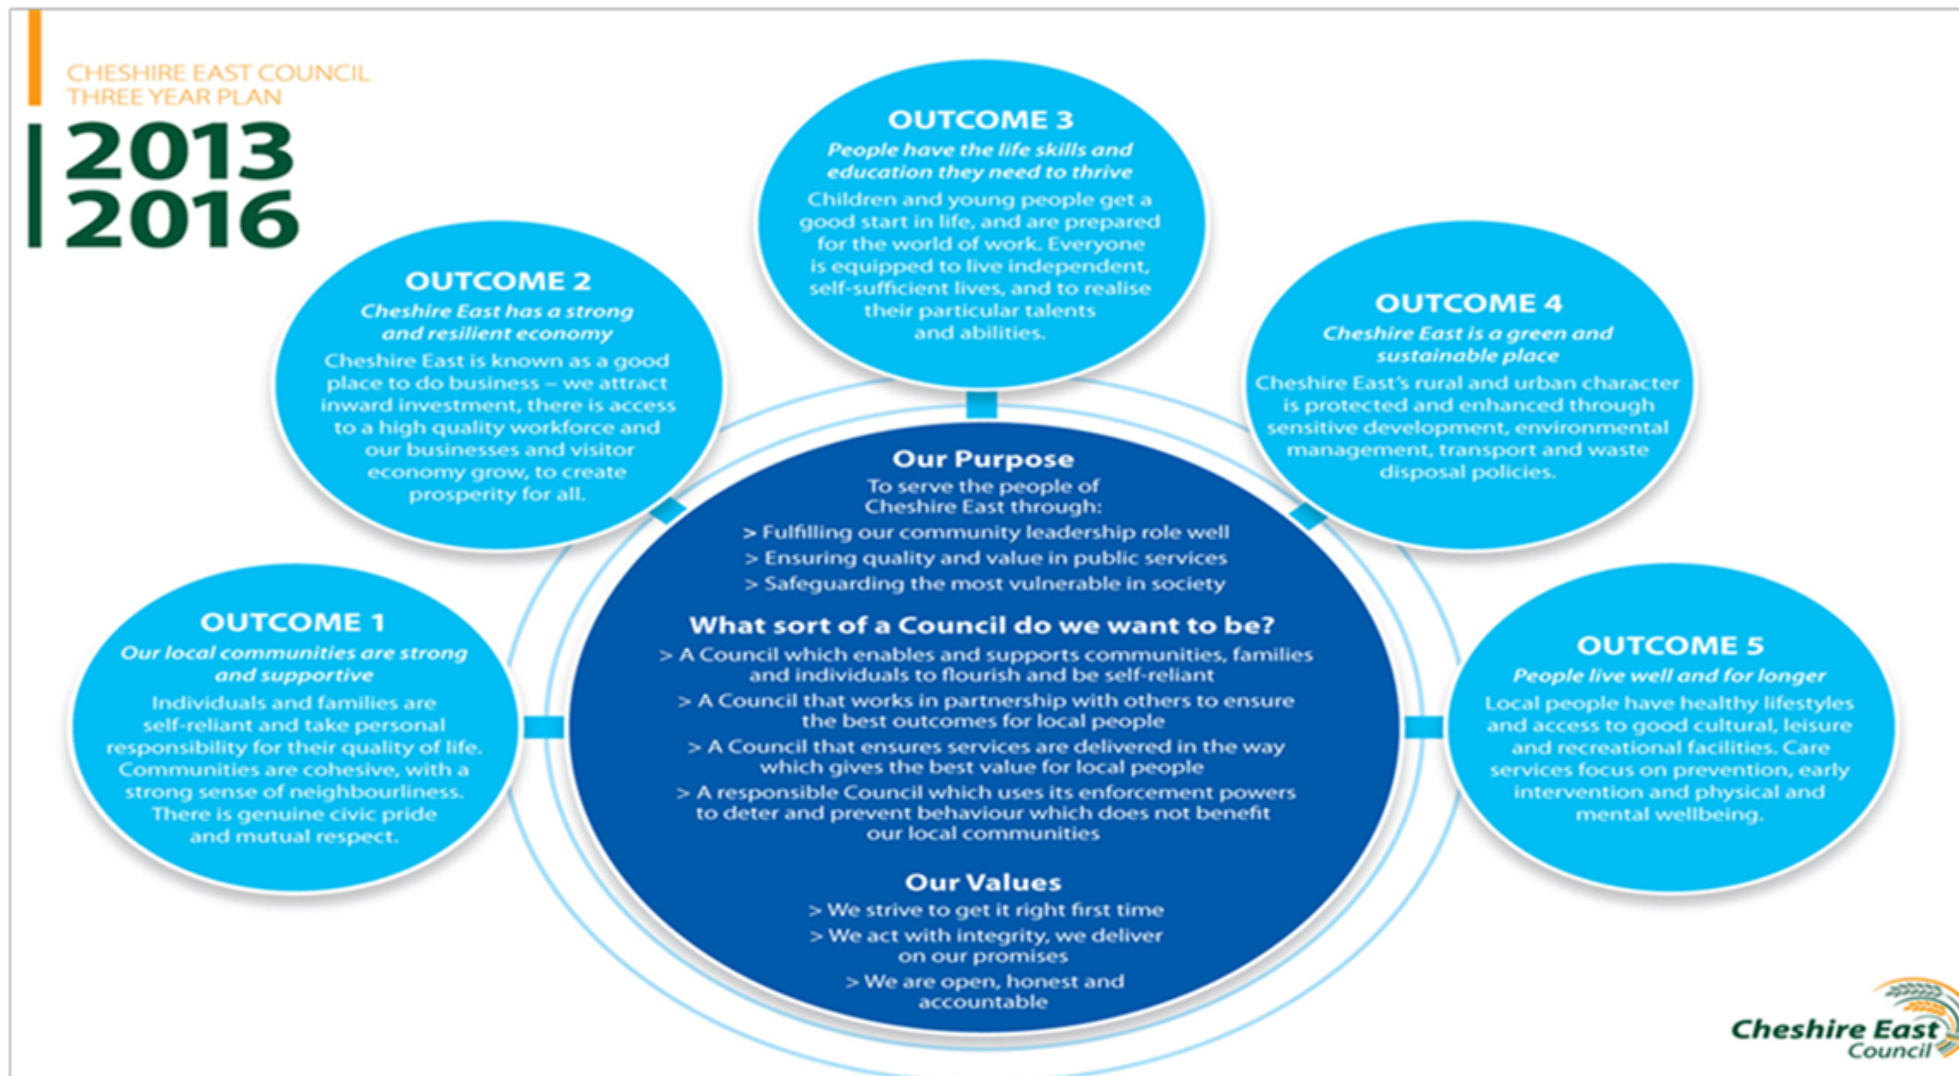 CHESHIRE EAST COUNCIL
THREE YEAR PLAN
2013
2016
OUTCOME 1
Our local communities are strong
and supportive
Individuals and families are
self-reliant and take personal
responsibility for their quality of life.
Communities are cohesive, with a
strong sense of neighbourliness.
There is genuine civic pride
and mutual respect.
OUTCOME 2
Cheshire East has a strong
and resilient economy
Cheshire East is known as a good
place to do business – we attract
inward investment, there is access
to a high quality workforce and
our businesses and visitor
economy grow, to create
prosperity for all.
OUTCOME 3
People have the life skills and
education they need to thrive
Children and young people get a
good start in life, and are prepared
for the world of work. Everyone
is equipped to live independent,
self-sufficient lives, and to realise
their particular talents
and abilities.
OUTCOME 4
Cheshire East is a green and
sustainable place
Cheshire East's rural and urban character
is protected and enhanced through
sensitive development, environmental
management, transport and waste
disposal policies.
OUTCOME 5
People live well and for longer
Local people have healthy lifestyles
and access to good cultural, leisure
and recreational facilities. Care
services focus on prevention, early
intervention and physical and
mental wellbeing.
Our Purpose
To serve the people of
Cheshire East through:
> Fulfilling our community leadership role well
> Ensuring quality and value in public services
> Safeguarding the most vulnerable in society
What sort of a Council do we want to be?
> A Council which enables and supports communities, families
and individuals to flourish and be self-reliant
> A Council that works in partnership with others to ensure
the best outcomes for local people
> A Council that ensures services are delivered in the way
which gives the best value for local people
> A responsible Council which uses its enforcement powers
to deter and prevent behaviour which does not benefit
our local communities
Our Values
> We strive to get it right first time
> We act with integrity, we deliver
on our promises
> We are open, honest and
accountable
Cheshire East
Council